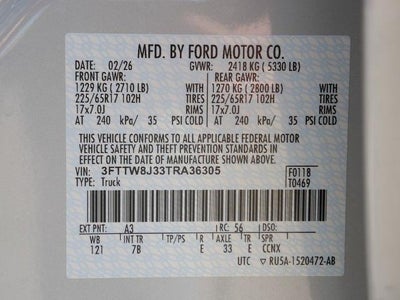 MFD. BY FORD MOTOR CO.
DATE: 02/26 GVWR: 2418 KG ( 5330 LB)
FRONT GAWR: REAR GAWR:
1229 KG ( 2710 LB) WITH 1270 KG ( 2800 LB) WITH
225/65R17 102H TIRES 225/65R17 102H TIRES
17x7.0J RIMS 17x7.0J RIMS
AT 240 kPa/ 35 PSI COLD AT 240 kPa/ 35 PSI COLD
THIS VEHICLE CONFORMS TO ALL APPLICABLE FEDERAL MOTOR
VEHICLE SAFETY AND THEFT PREVENTION STANDARDS IN
EFFECT ON THE DATE OF MANUFACTURE SHOWN ABOVE.
VIN: 3FTTW8J33TRA36305 F0118
TYPE: Truck T0469
EXT PNT: A3 RC: 56 DSO:
WB INT TR TP/PS R AXLE TR SPR
121 7B E 33 E CCNX
UTC ▽RU5A-1520472-AB